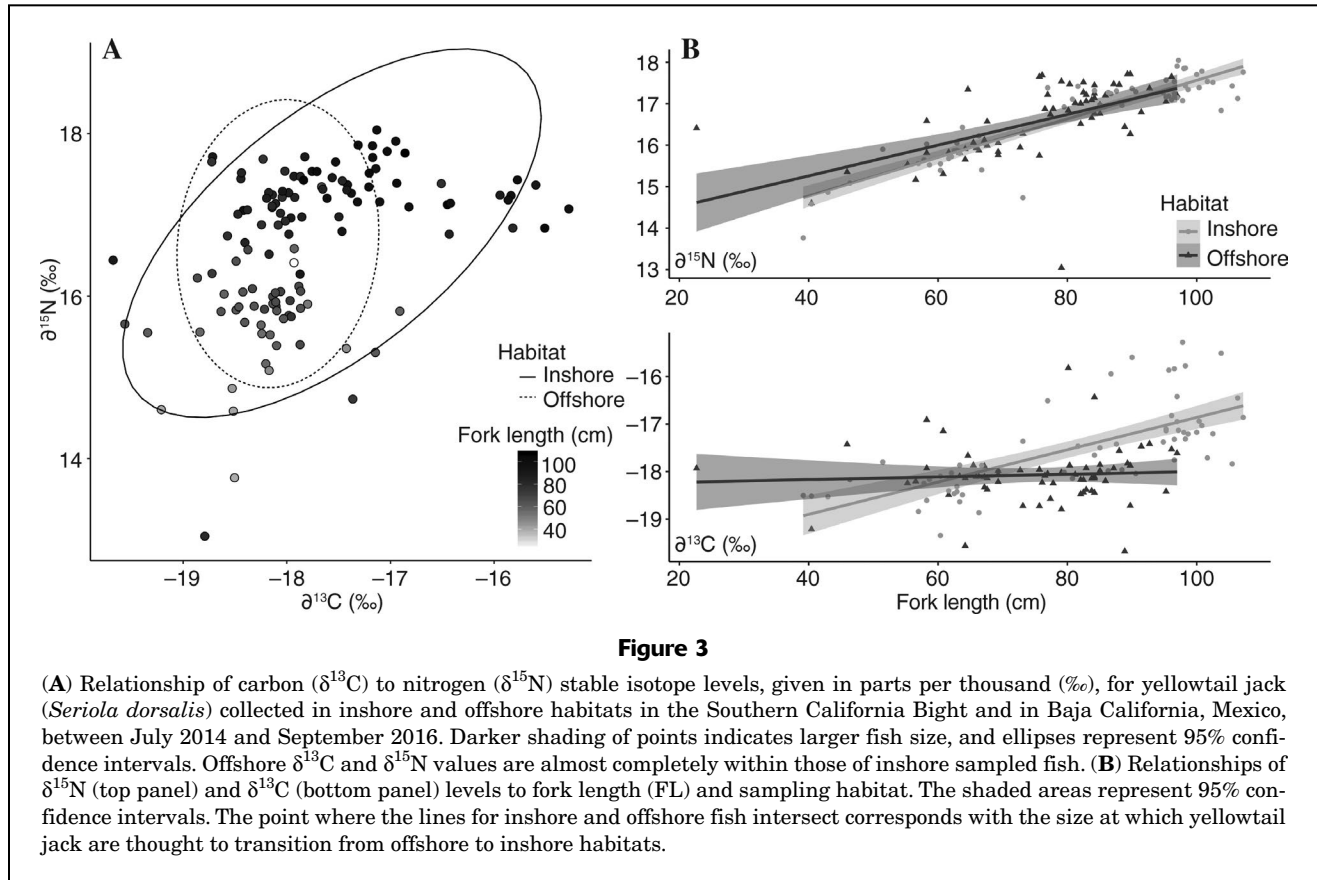 A
18
16
14
∂15N (‰)
−19
−18
−17
−16
∂13C (‰)
Habitat
Inshore
Offshore
Fork length (cm)
100
80
60
40
B
18
17
16
15
14
13
∂15N (‰)
Habitat
Inshore
Offshore
20
40
60
80
100
−16
−17
−18
−19
∂13C (‰)
20
40
60
80
100
Fork length (cm)
Figure 3
(A) Relationship of carbon (δ13C) to nitrogen (δ15N) stable isotope levels, given in parts per thousand (‰), for yellowtail jack
(Seriola dorsalis) collected in inshore and offshore habitats in the Southern California Bight and in Baja California, Mexico,
between July 2014 and September 2016. Darker shading of points indicates larger fish size, and ellipses represent 95% confi-
dence intervals. Offshore δ13C and δ15N values are almost completely within those of inshore sampled fish. (B) Relationships of
δ15N (top panel) and δ13C (bottom panel) levels to fork length (FL) and sampling habitat. The shaded areas represent 95% con-
fidence intervals. The point where the lines for inshore and offshore fish intersect corresponds with the size at which yellowtail
jack are thought to transition from offshore to inshore habitats.